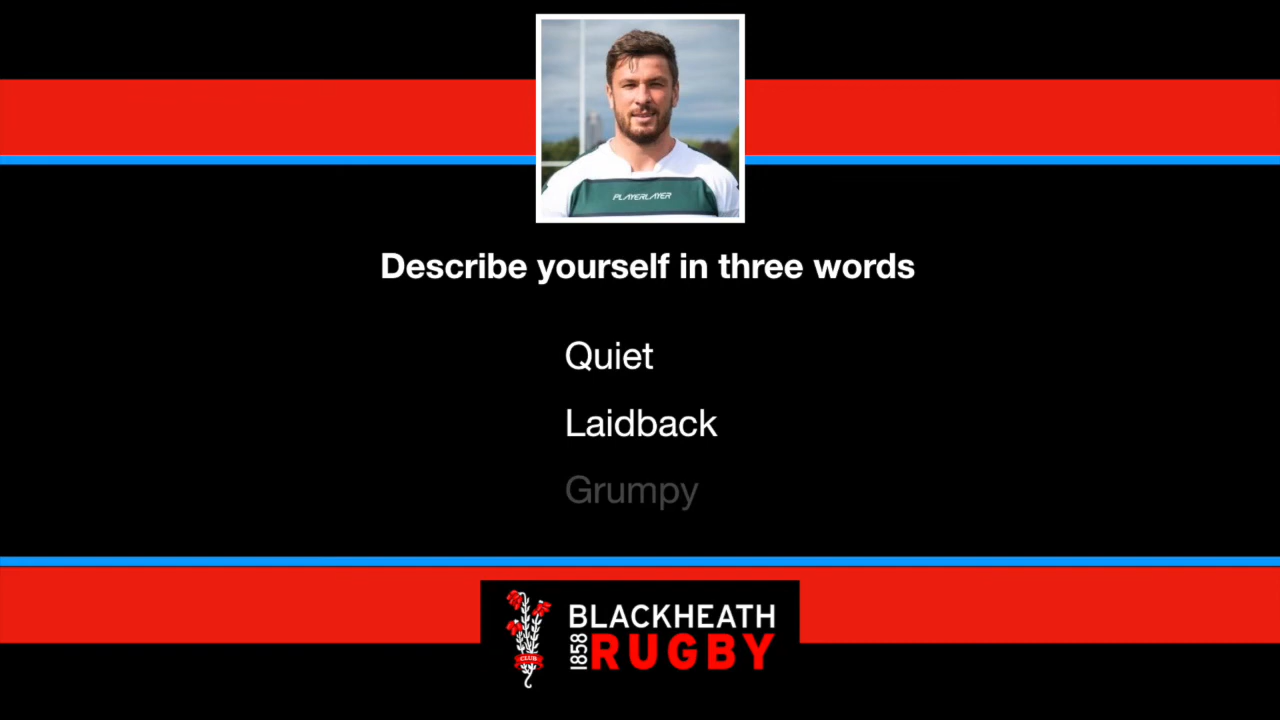 PLAYERLAYER
Describe yourself in three words
Quiet
Laidback
Grumpy
CLUB
1858
BLACKHEATH
RUGBY